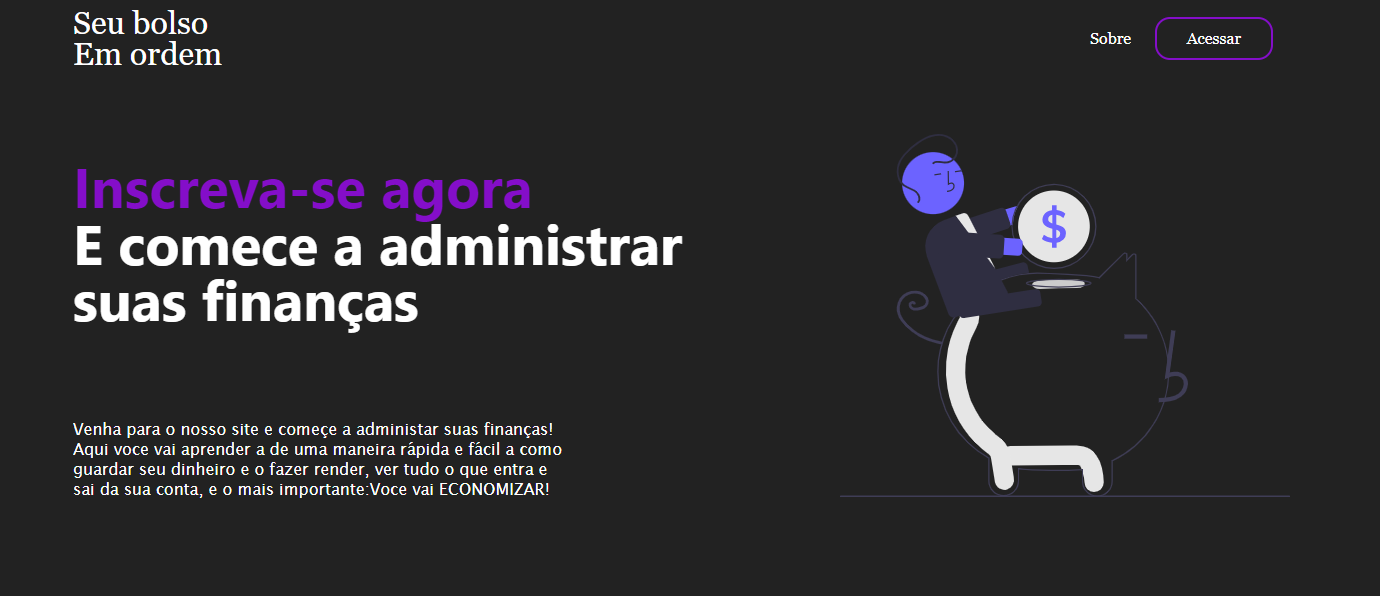 Seu bolso
Em ordem
Sobre
Acessar
Inscreva-se agora
E comece a administrar
suas finanças
$
Venha para o nosso site e começe a administar suas finanças!
Aqui voce vai aprender a de uma maneira rápida e fácil a como
guardar seu dinheiro e o fazer render, ver tudo o que entra e
sai da sua conta, e o mais importante:Voce vai ECONOMIZAR!